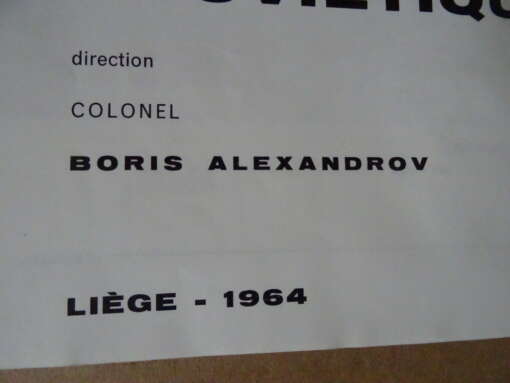 direction
COLONEL
BORIS ALEXANDROV
LIÈGE - 1964